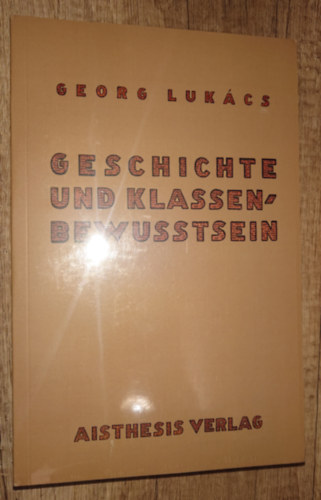 GEORG LUKÁCS
GESCHICHTE
UND KLASSEN-
BEWUSSTSEIN
AISTHESIS VERLAG